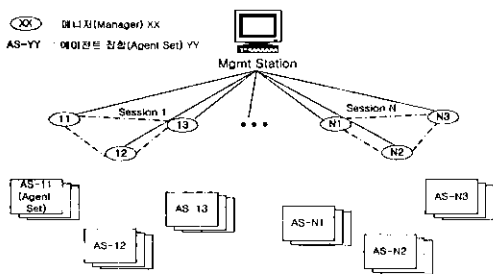 XX 매니저(Manager) XX
AS-YY : 에이전트 집합(Agent Set) YY
Mgmt Station
Session 1
Session N
11
13
N1
N3
12
N2
AS-11
(Agent
Set)
AS-13
AS-N3
AS-12
AS-N1
AS-N2